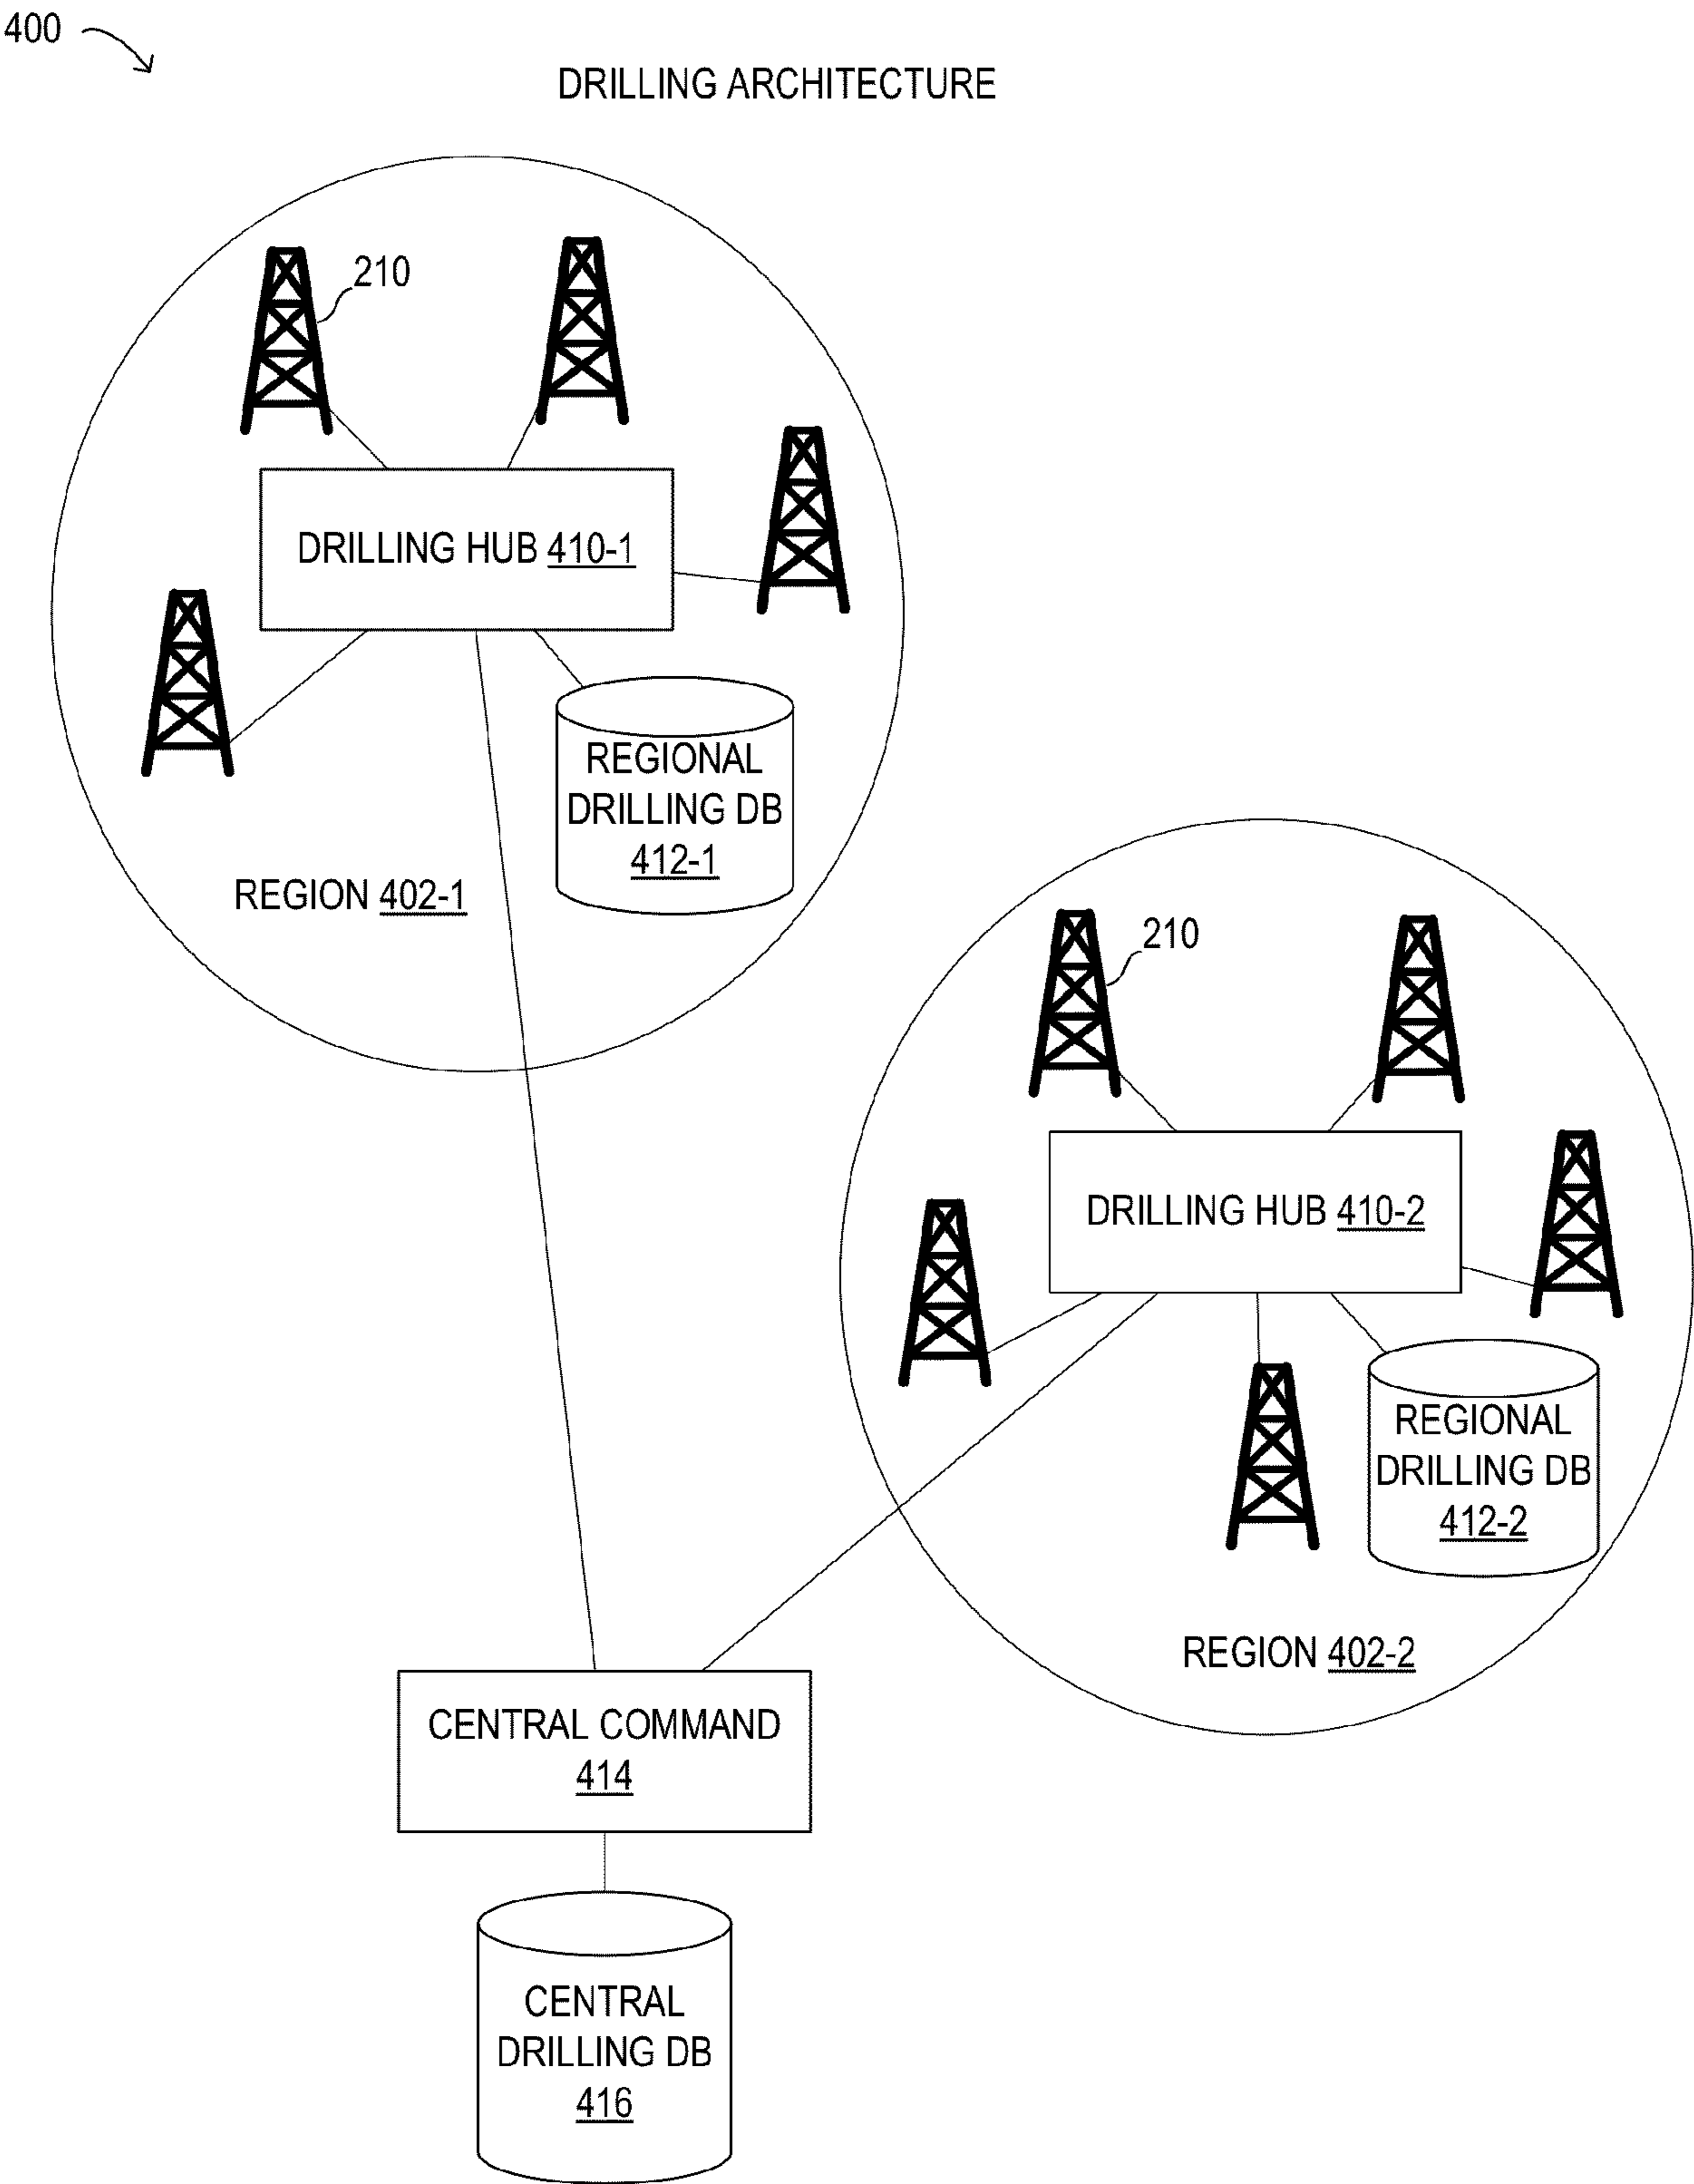 400
DRILLING ARCHITECTURE
210
DRILLING HUB 410-1
REGIONAL
DRILLING DB
412-1
REGION 402-1
210
DRILLING HUB 410-2
REGIONAL
DRILLING DB
412-2
REGION 402-2
CENTRAL COMMAND
414
CENTRAL
DRILLING DB
416